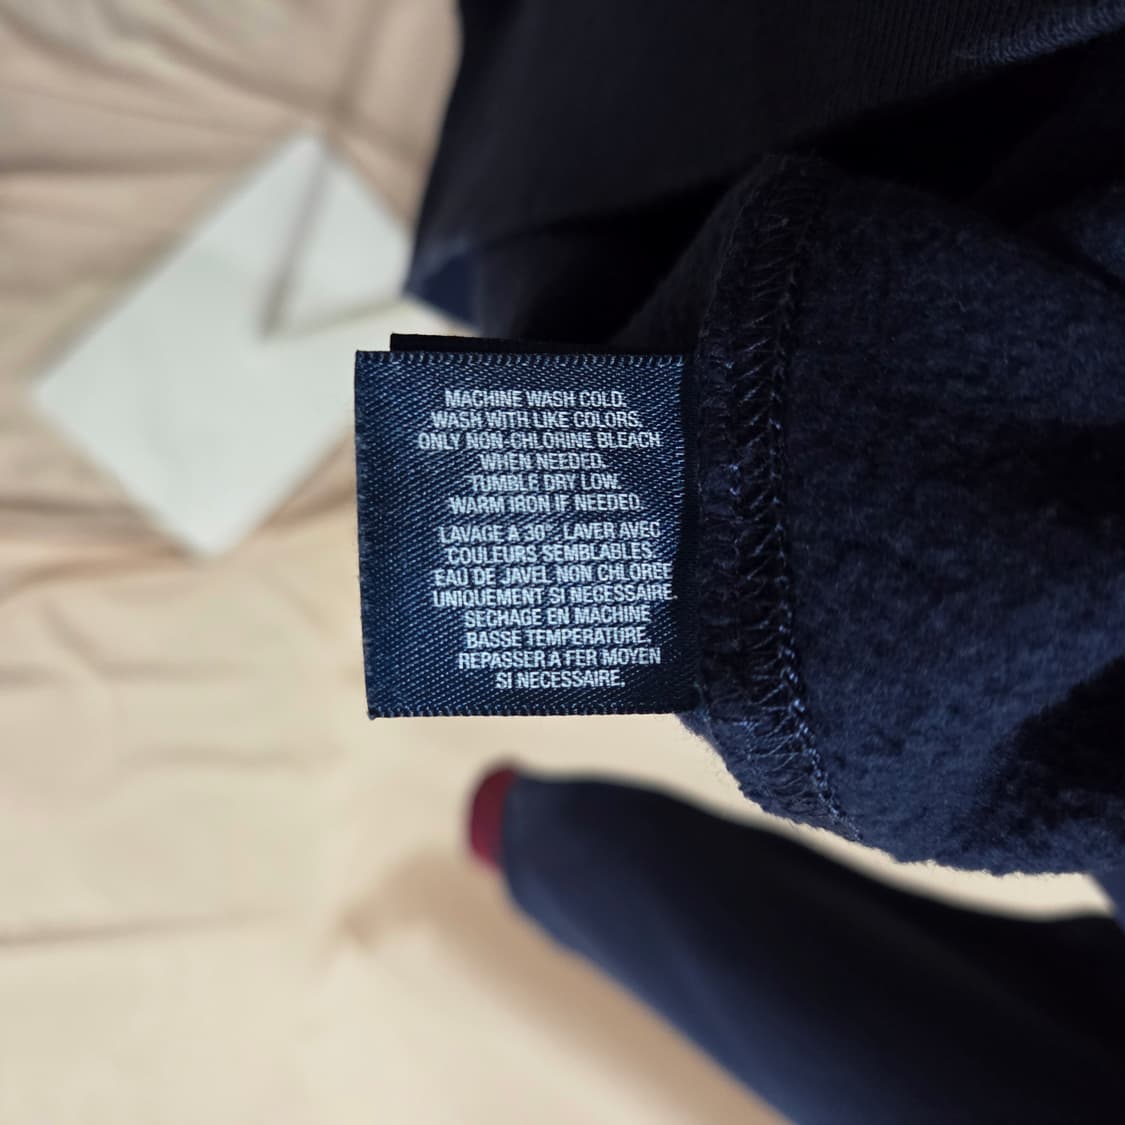 MACHINE WASH COLD.
WASH WITH LIKE COLORS.
ONLY NON-CHLORINE BLEACH
WHEN NEEDED.
TUMBLE DRY LOW.
WARM IRON IF NEEDED.
LAVAGE A 30°. LAVER AVEC
COULEURS SEMBLABLES.
EAU DE JAVEL NON CHLOREE
UNIQUEMENT SI NECESSAIRE.
SECHAGE EN MACHINE
BASSE TEMPERATURE.
REPASSER A FER MOYEN
SI NECESSAIRE.